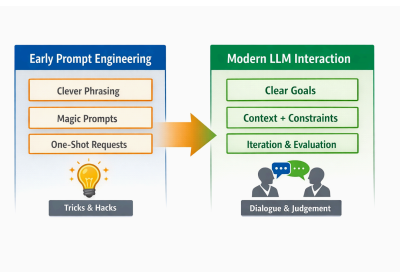 Early Prompt Engineering
Clever Phrasing
Magic Prompts
One-Shot Requests
Tricks & Hacks
Modern LLM Interaction
Clear Goals
Context + Constraints
Iteration & Evaluation
Dialogue & Judgement